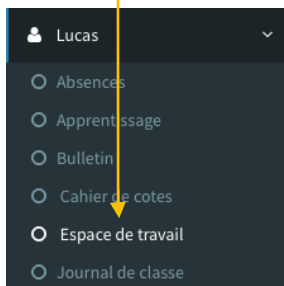 Lucas
Absences
Apprentissage
Bulletin
Cahier de cotes
Espace de travail
Journal de classe